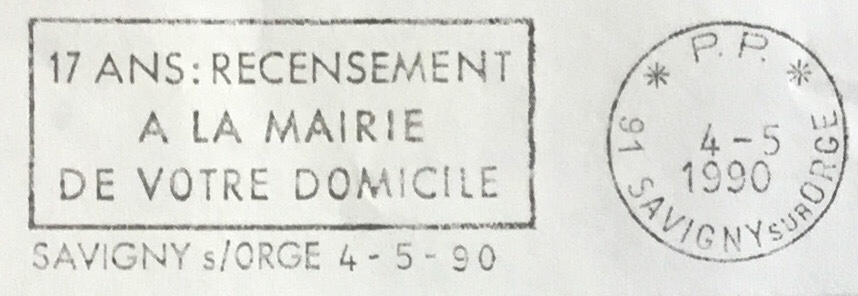 17 ANS: RECENSEMENT
A LA MAIRIE
DE VOTRE DOMICILE
SAVIGNY s/ORGE 4 - 5 - 90
* P.P. *
4 - 5
1990
91 SAVIGNY SUR ORGE